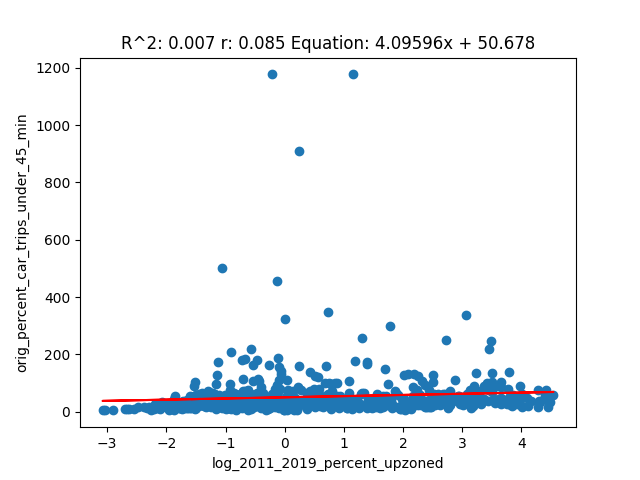 R^2: 0.007 r: 0.085 Equation: 4.09596x + 50.678
orig_percent_car_trips_under_45_min
1200
1000
800
600
400
200
0
−3 −2 −1 0 1 2 3 4
log_2011_2019_percent_upzoned